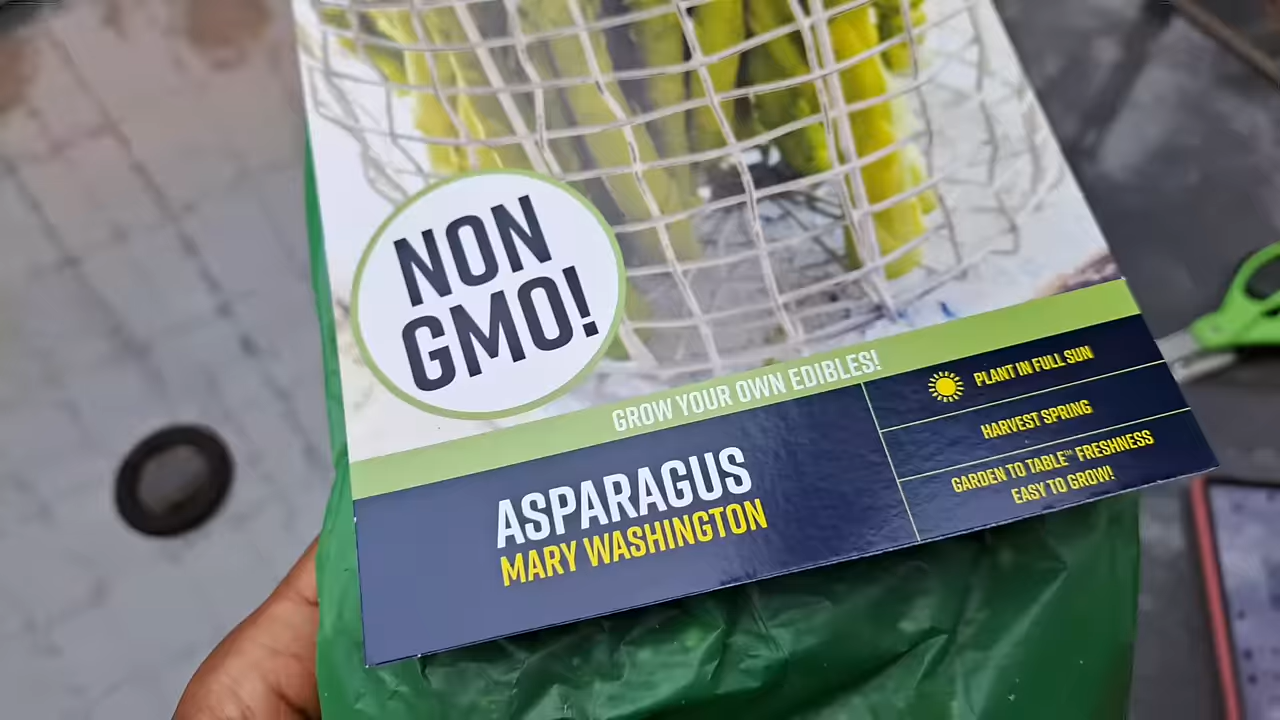 NON
GMO!
GROW YOUR OWN EDIBLES!
ASPARAGUS
MARY WASHINGTON
PLANT IN FULL SUN
HARVEST SPRING
GARDEN TO TABLE™ FRESHNESS
EASY TO GROW!